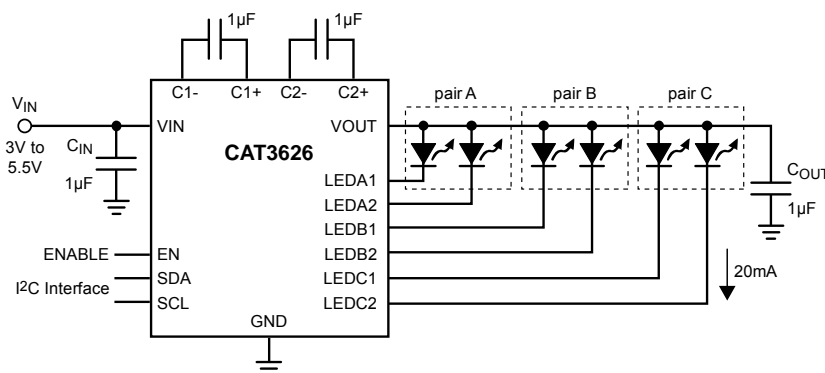 1μF
1μF
C1-
C1+
C2-
C2+
pair A
pair B
pair C
VIN
3V to
5.5V
CIN
1μF
VIN
VOUT
CAT3626
LEDA1
LEDA2
LEDB1
LEDB2
LEDC1
LEDC2
COUT
1μF
20mA
ENABLE
EN
I2C Interface
SDA
SCL
GND